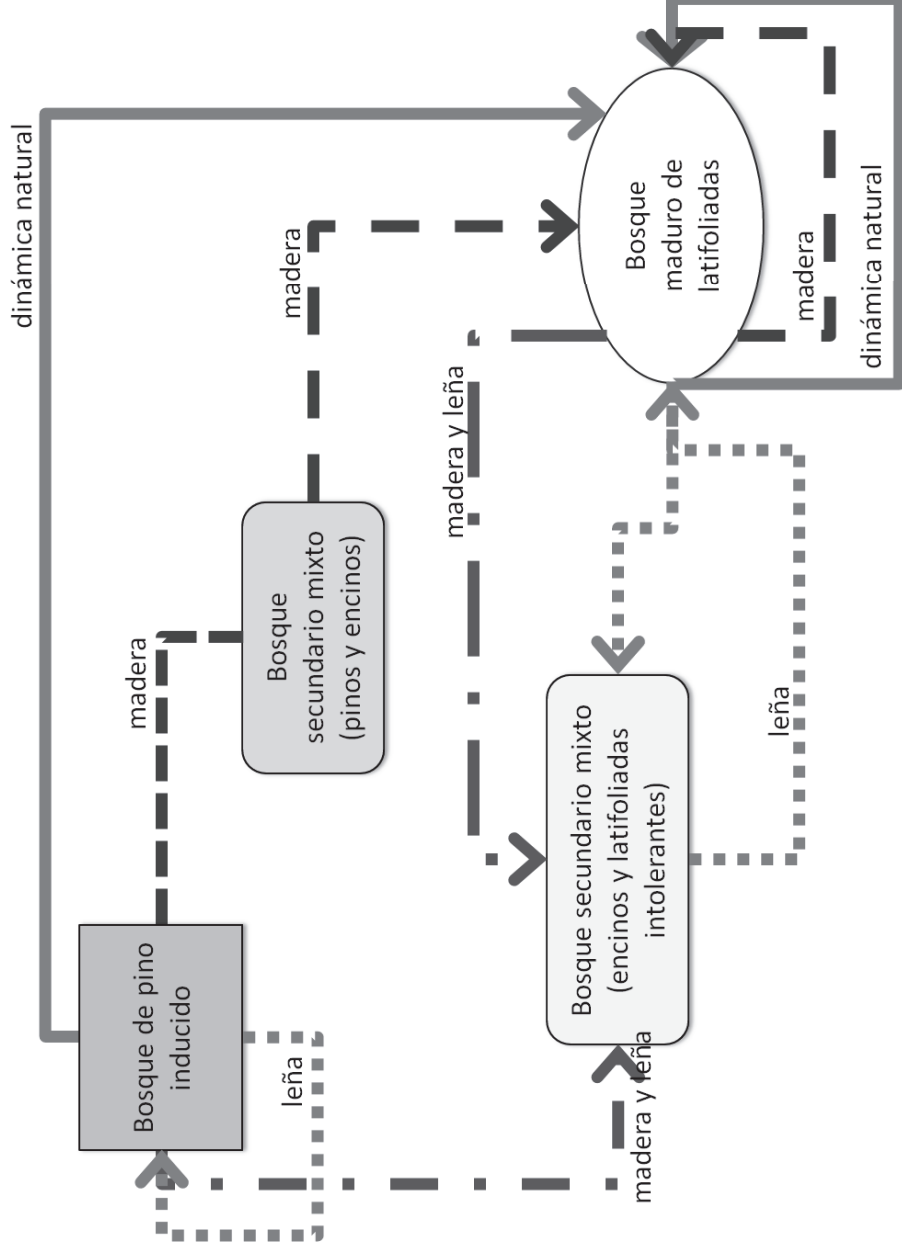 dinámica natural
Bosque de pino
inducido
leña
madera
Bosque
secundario mixto
(pinos y encinos)
madera
madera y leña
Bosque secundario mixto
(encinos y latifoliadas
intolerantes)
madera y leña
leña
Bosque
maduro de
latifoliadas
madera
dinámica natural